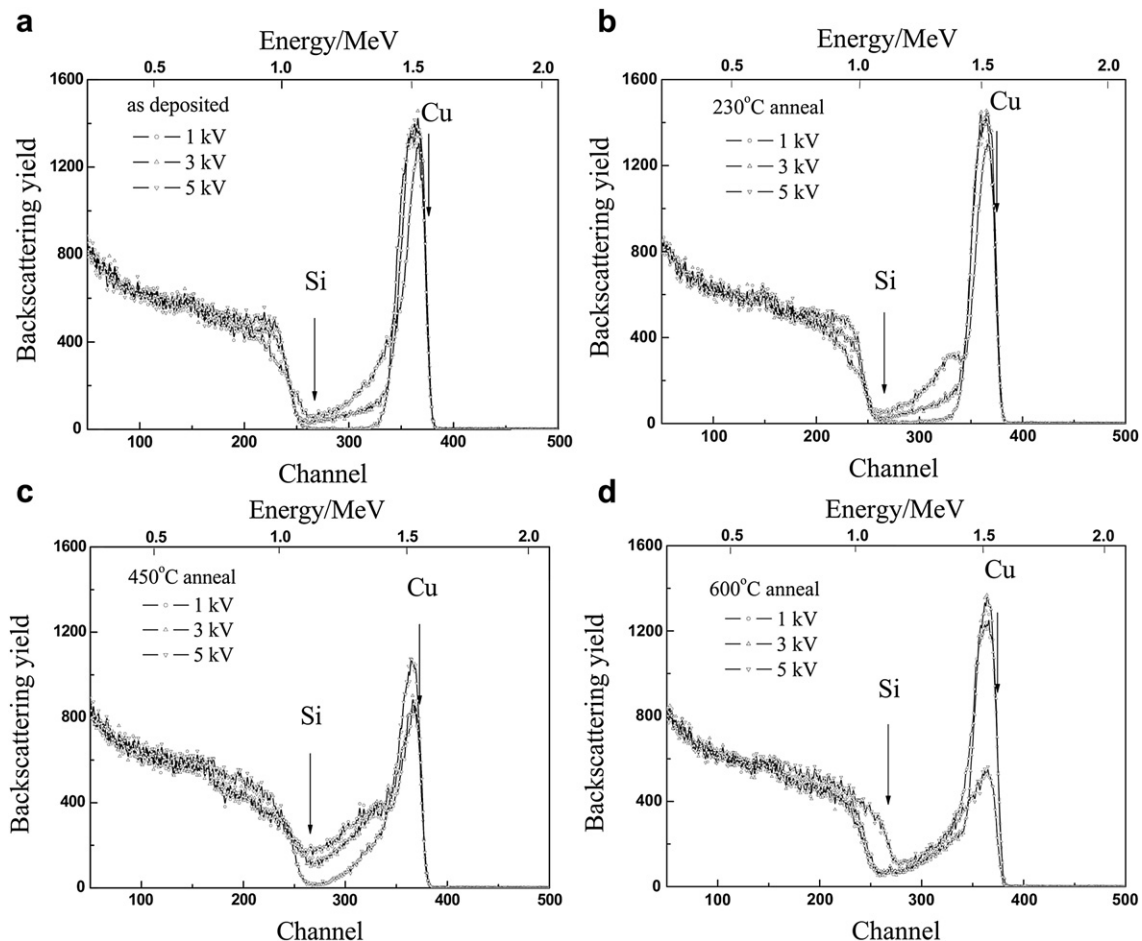 a
Energy/MeV
0.5 1.0 1.5 2.0
1600
1200
800
400
0
as deposited
1 kV
3 kV
5 kV
Cu
Si
Backscattering yield
100 200 300 400 500
Channel
b
Energy/MeV
0.5 1.0 1.5 2.0
1600
1200
800
400
0
230°C anneal
1 kV
3 kV
5 kV
Cu
Si
Backscattering yield
100 200 300 400 500
Channel
c
Energy/MeV
0.5 1.0 1.5 2.0
1600
1200
800
400
0
450°C anneal
1 kV
3 kV
5 kV
Cu
Si
Backscattering yield
100 200 300 400 500
Channel
d
Energy/MeV
0.5 1.0 1.5 2.0
1600
1200
800
400
0
600°C anneal
1 kV
3 kV
5 kV
Cu
Si
Backscattering yield
100 200 300 400 500
Channel